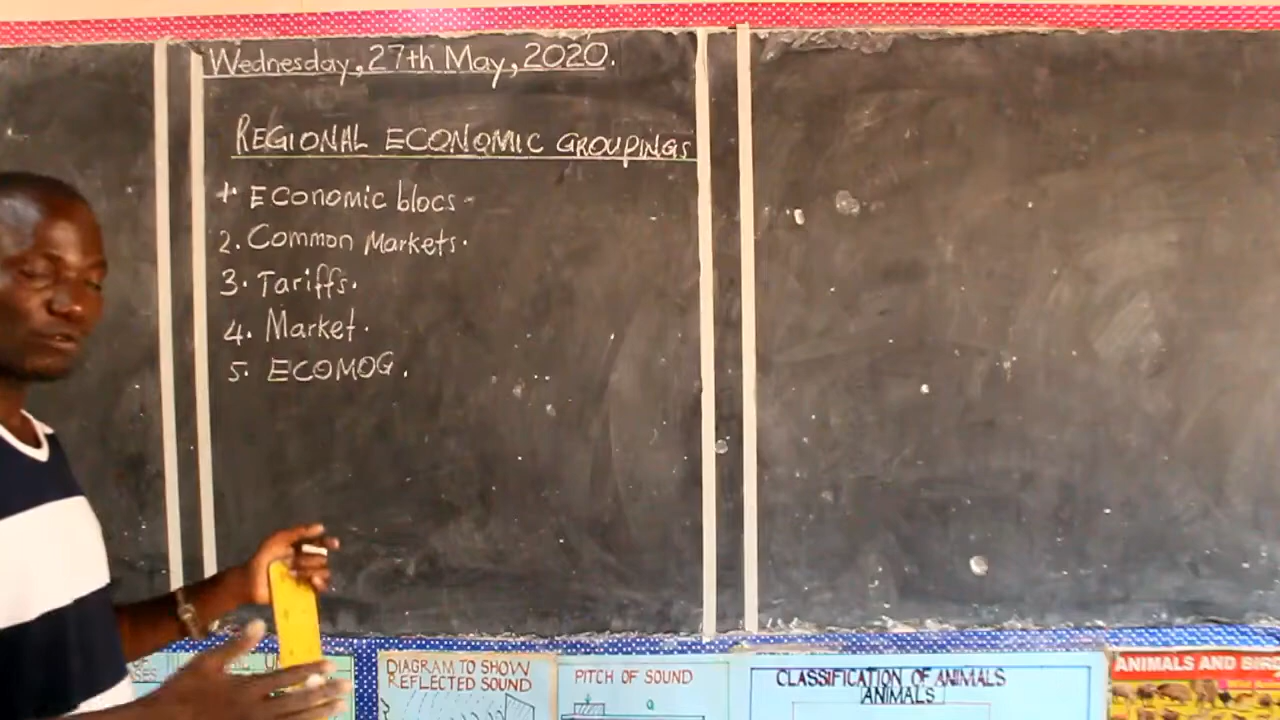 Wednesday, 27th May, 2020.
REGIONAL ECONOMIC GROUPINGS
1. Economic blocs-
2. Common Markets.
3. Tariffs.
4. Market.
5. ECOMOG.
DIAGRAM TO SHOW
REFLECTED SOUND
PITCH OF SOUND
CLASSIFICATION OF ANIMALS
ANIMALS
ANIMALS AND